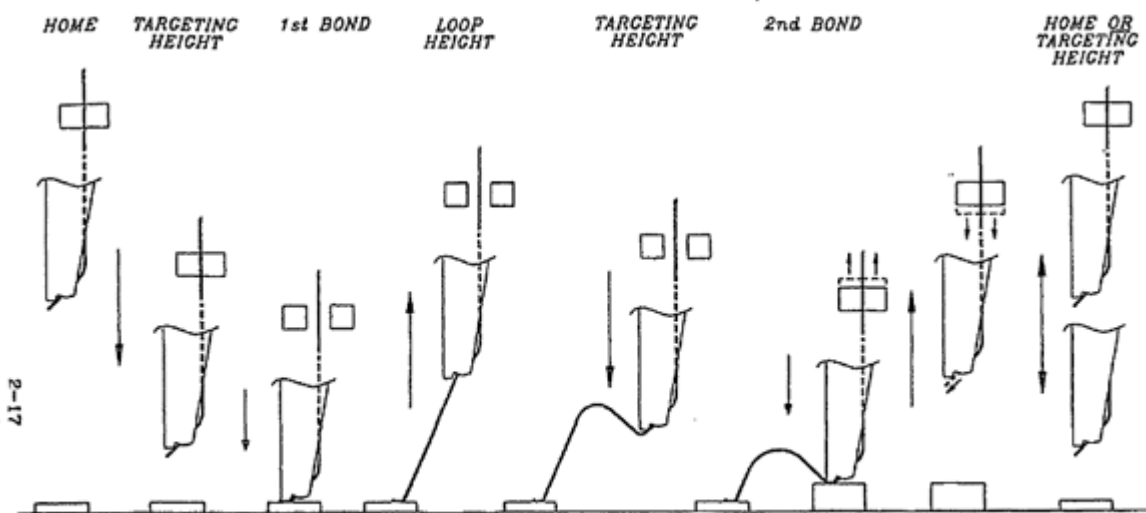 HOME
TARGETING
HEIGHT
1st BOND
LOOP
HEIGHT
TARGETING
HEIGHT
2nd BOND
HOME OR
TARGETING
HEIGHT
2-17